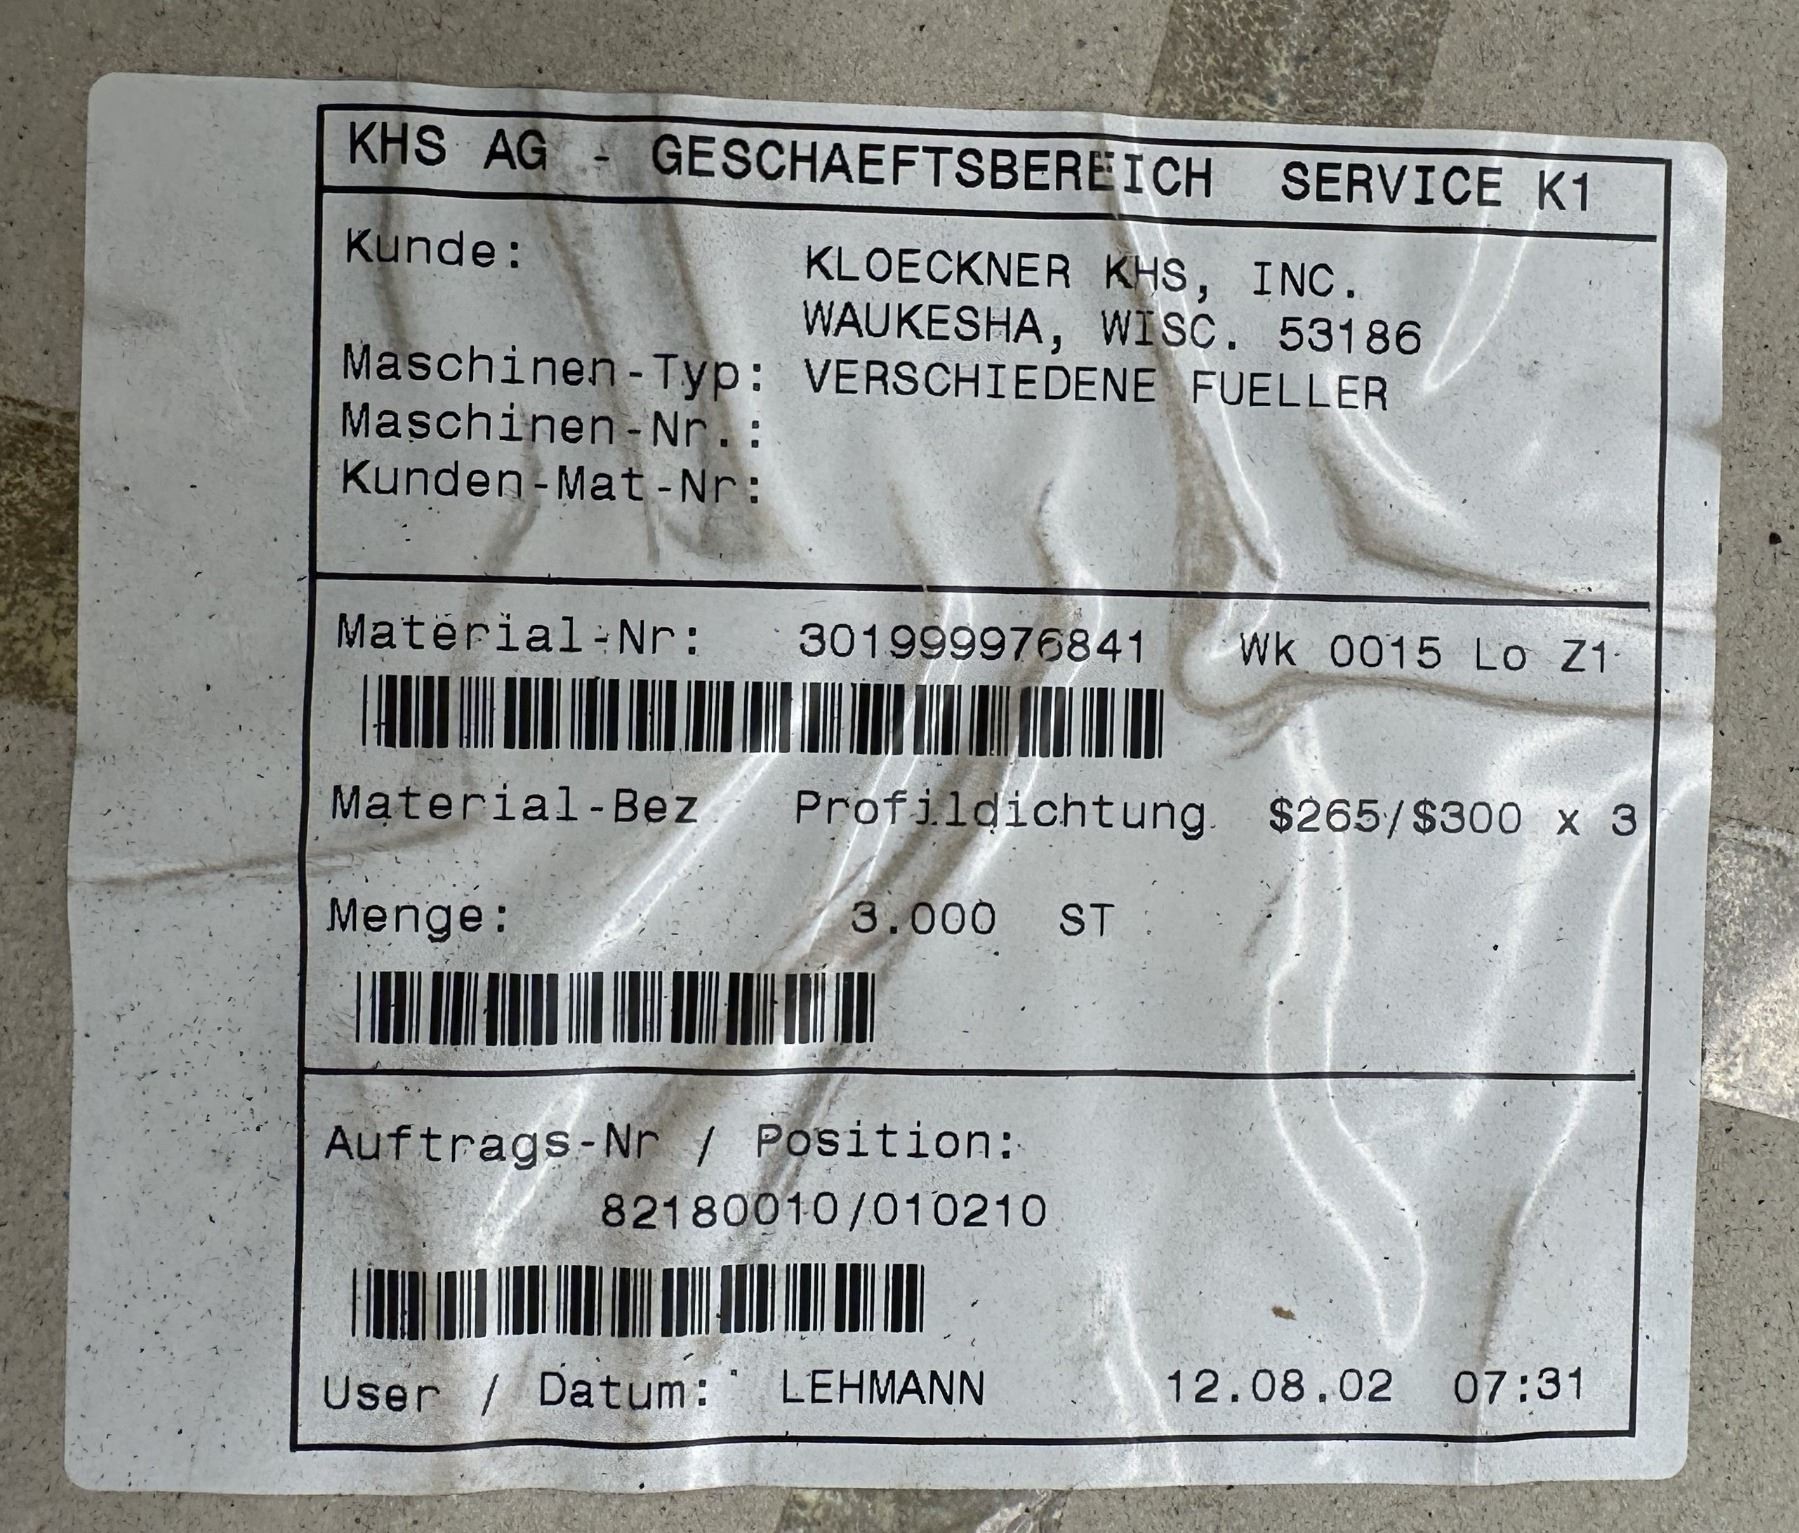 KHS AG - GESCHAEFTSBEREICH SERVICE K1
Kunde: KLOECKNER KHS, INC.
WAUKESHA, WISC. 53186
Maschinen-Typ: VERSCHIEDENE FUELLER
Maschinen-Nr.:
Kunden-Mat-Nr:
Material-Nr: 301999976841 Wk 0015 Lo Z1
Material-Bez Profildichtung $265/$300 x 3
Menge: 3.000 ST
Auftrags-Nr / Position:
82180010/010210
User / Datum: LEHMANN 12.08.02 07:31